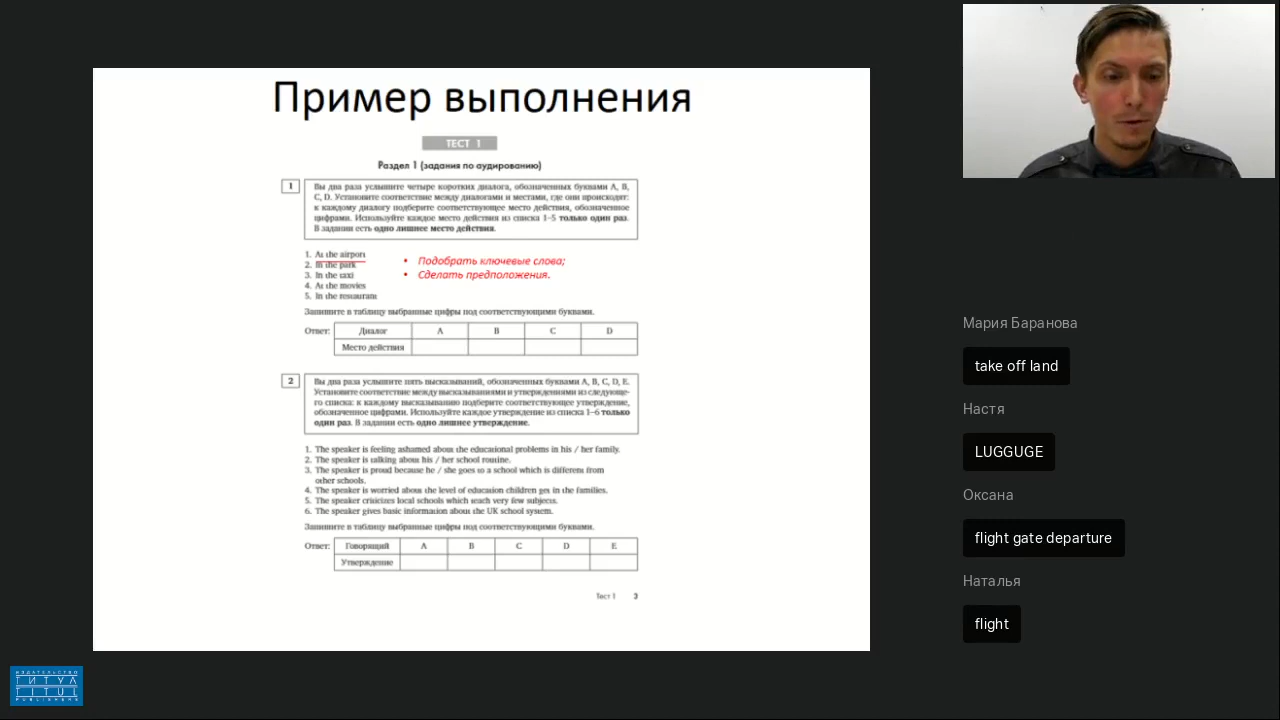 Пример выполнения
ТЕСТ 1
Раздел 1 (задания по аудированию)
1
Вы два раза услышите четыре коротких диалога, обозначенных буквами A, B,
C, D. Установите соответствие между диалогами и местами, где они происходят:
к каждому диалогу подберите соответствующее место действия, обозначенное
цифрами. Используйте каждое место действия из списка 1–5 только один раз.
В задании есть одно лишнее место действия.
1. At the airport
2. In the park
3. In the taxi
4. At the movies
5. In the restaurant
• Подобрать ключевые слова;
• Сделать предположения.
Запишите в таблицу выбранные цифры под соответствующими буквами.
Ответ: Диалог A B C D
Место действия
2
Вы два раза услышите пять высказываний, обозначенных буквами A, B, C, D, E.
Установите соответствие между высказываниями и утверждениями из следующе-
го списка: к каждому высказыванию подберите соответствующее утверждение,
обозначенное цифрами. Используйте каждое утверждение из списка 1–6 только
один раз. В задании есть одно лишнее утверждение.
1. The speaker is feeling ashamed about the educational problems in his / her family.
2. The speaker is talking about his / her school routine.
3. The speaker is proud because he / she goes to a school which is different from
other schools.
4. The speaker is worried about the level of education children get in the families.
5. The speaker criticizes local schools which teach very few subjects.
6. The speaker gives basic information about the UK school system.
Запишите в таблицу выбранные цифры под соответствующими буквами.
Ответ: Говорящий A B C D E
Утверждение
Тест 1 3
Мария Баранова
take off land
Настя
LUGGUGE
Оксана
flight gate departure
Наталья
flight
ИЗДАТЕЛЬСТВО
ТИТУЛ
TITUL
PUBLISHERS